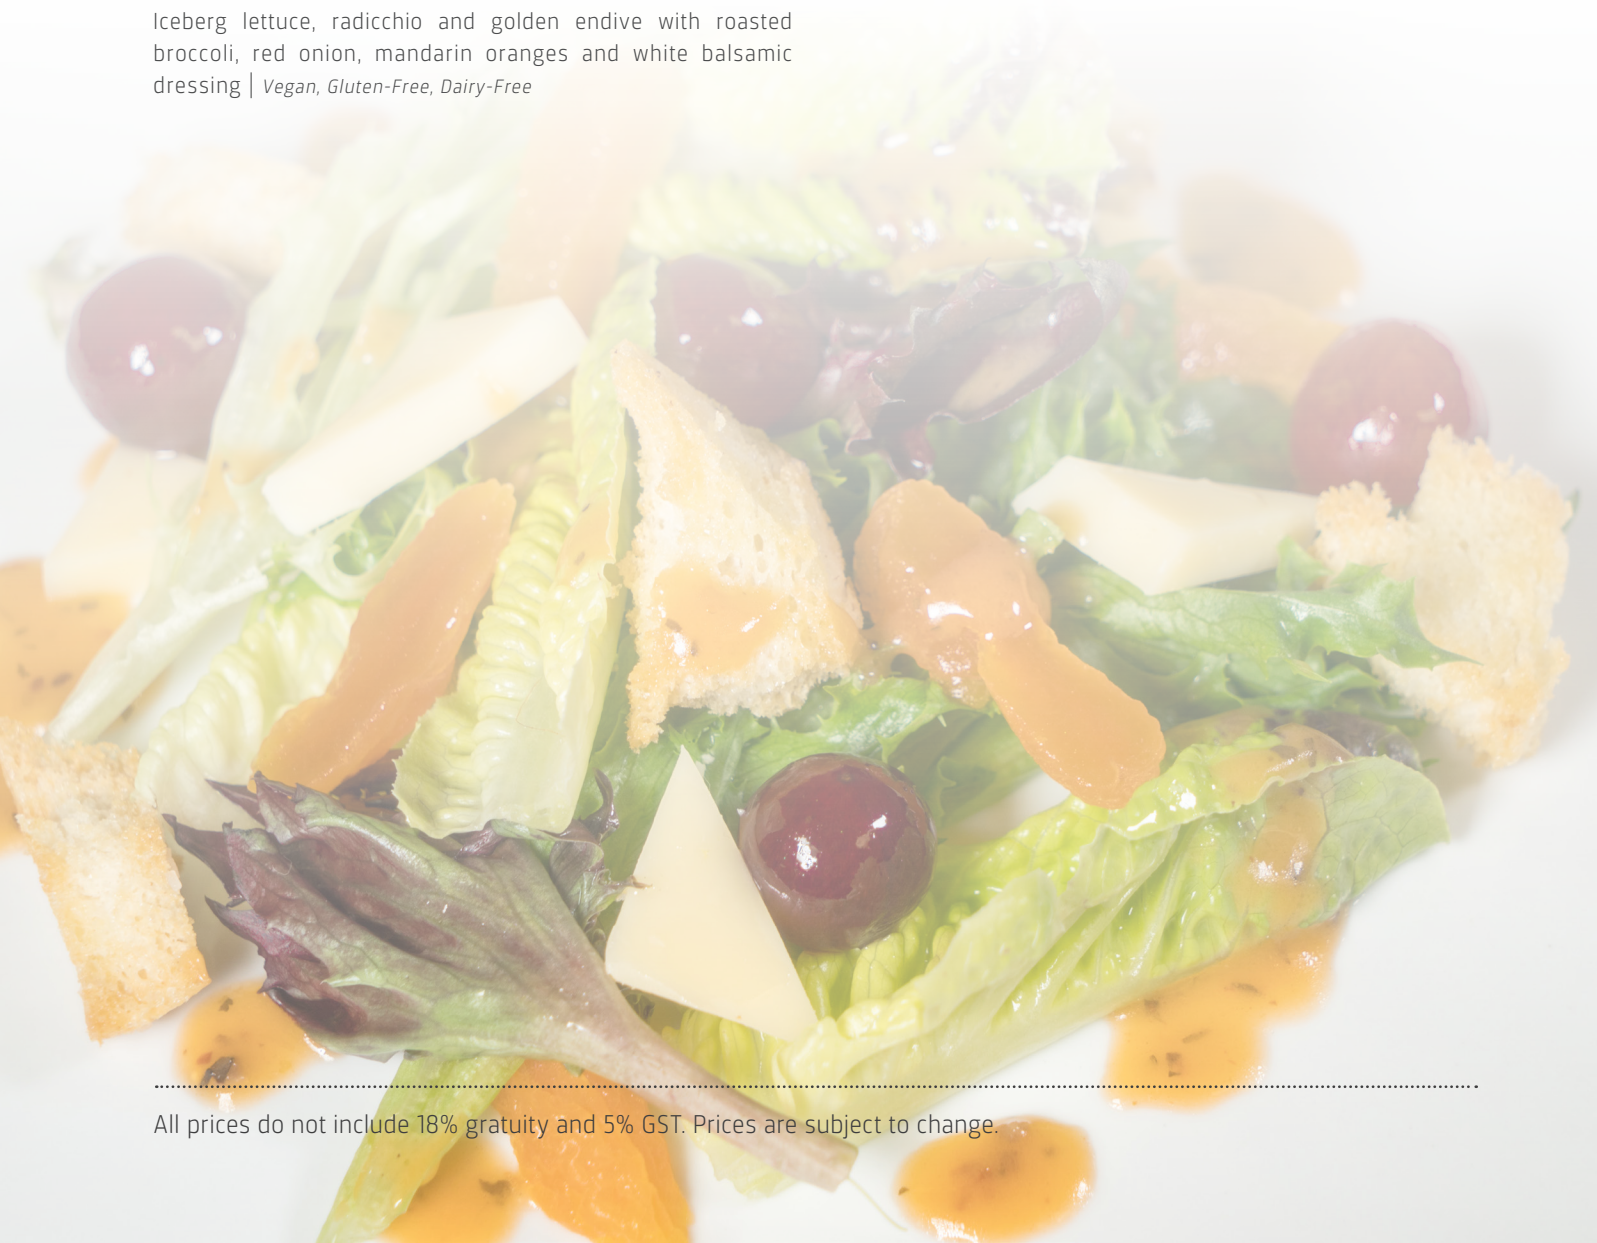 Iceberg lettuce, radicchio and golden endive with roasted
broccoli, red onion, mandarin oranges and white balsamic
dressing | Vegan, Gluten-Free, Dairy-Free
All prices do not include 18% gratuity and 5% GST. Prices are subject to change.